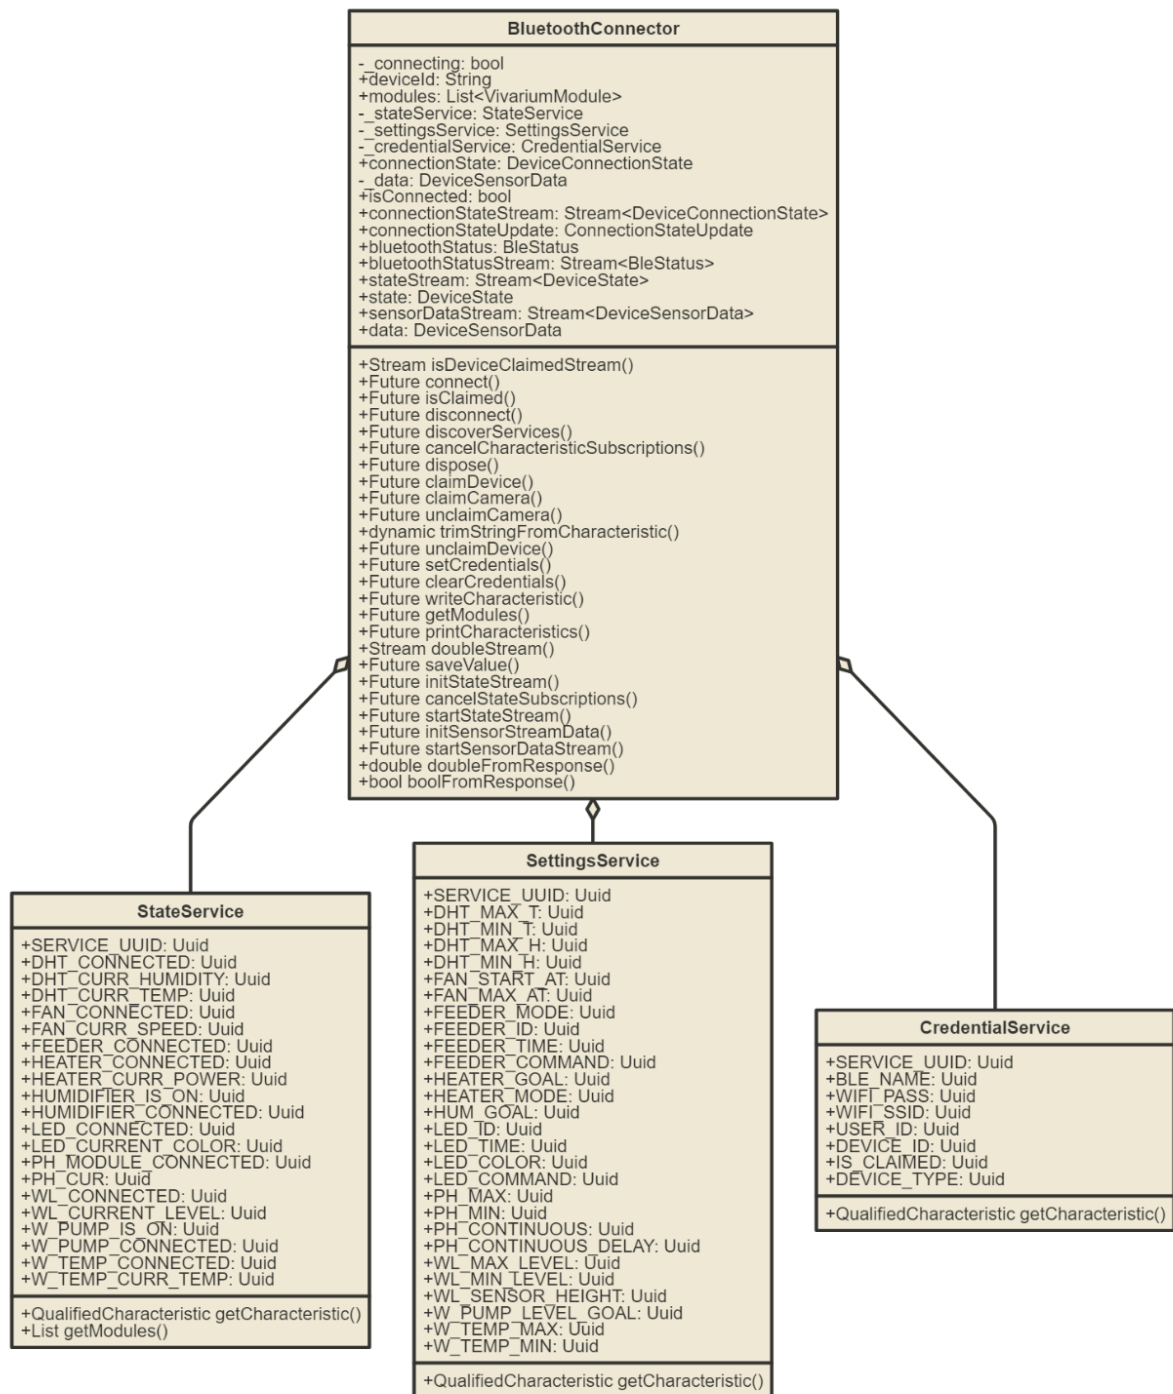 BluetoothConnector
-_connecting: bool
+deviceId: String
+modules: List<VivariumModule>
-_stateService: StateService
-_settingsService: SettingsService
-_credentialService: CredentialService
+connectionState: DeviceConnectionState
-_data: DeviceSensorData
+isConnected: bool
+connectionStateStream: Stream<DeviceConnectionState>
+connectionStateUpdate: ConnectionStateUpdate
+bluetoothStatus: BleStatus
+bluetoothStatusStream: Stream<BleStatus>
+stateStream: Stream<DeviceState>
+state: DeviceState
+sensorDataStream: Stream<DeviceSensorData>
+data: DeviceSensorData
+Stream isDeviceClaimedStream()
+Future connect()
+Future isClaimed()
+Future disconnect()
+Future discoverServices()
+Future cancelCharacteristicSubscriptions()
+Future dispose()
+Future claimDevice()
+Future claimCamera()
+Future unclaimCamera()
+dynamic trimStringFromCharacteristic()
+Future unclaimDevice()
+Future setCredentials()
+Future clearCredentials()
+Future writeCharacteristic()
+Future getModules()
+Future printCharacteristics()
+Stream doubleStream()
+Future saveValue()
+Future initStateStream()
+Future cancelStateSubscriptions()
+Future startStateStream()
+Future initSensorStreamData()
+Future startSensorDataStream()
+double doubleFromResponse()
+bool boolFromResponse()
StateService
+SERVICE_UUID: Uuid
+DHT_CONNECTED: Uuid
+DHT_CURR_HUMIDITY: Uuid
+DHT_CURR_TEMP: Uuid
+FAN_CONNECTED: Uuid
+FAN_CURR_SPEED: Uuid
+FEEDER_CONNECTED: Uuid
+HEATER_CONNECTED: Uuid
+HEATER_CURR_POWER: Uuid
+HUMIDIFIER_IS_ON: Uuid
+HUMIDIFIER_CONNECTED: Uuid
+LED_CONNECTED: Uuid
+LED_CURRENT_COLOR: Uuid
+PH_MODULE_CONNECTED: Uuid
+PH_CUR: Uuid
+WL_CONNECTED: Uuid
+WL_CURRENT_LEVEL: Uuid
+W_PUMP_IS_ON: Uuid
+W_PUMP_CONNECTED: Uuid
+W_TEMP_CONNECTED: Uuid
+W_TEMP_CURR_TEMP: Uuid
+QualifiedCharacteristic getCharacteristic()
+List getModules()
SettingsService
+SERVICE_UUID: Uuid
+DHT_MAX_T: Uuid
+DHT_MIN_T: Uuid
+DHT_MAX_H: Uuid
+DHT_MIN_H: Uuid
+FAN_START_AT: Uuid
+FAN_MAX_AT: Uuid
+FEEDER_MODE: Uuid
+FEEDER_ID: Uuid
+FEEDER_TIME: Uuid
+FEEDER_COMMAND: Uuid
+HEATER_GOAL: Uuid
+HEATER_MODE: Uuid
+HUM_GOAL: Uuid
+LED_ID: Uuid
+LED_TIME: Uuid
+LED_COLOR: Uuid
+LED_COMMAND: Uuid
+PH_MAX: Uuid
+PH_MIN: Uuid
+PH_CONTINUOUS: Uuid
+PH_CONTINUOUS_DELAY: Uuid
+WL_MAX_LEVEL: Uuid
+WL_MIN_LEVEL: Uuid
+WL_SENSOR_HEIGHT: Uuid
+W_PUMP_LEVEL_GOAL: Uuid
+W_TEMP_MAX: Uuid
+W_TEMP_MIN: Uuid
+QualifiedCharacteristic getCharacteristic()
CredentialService
+SERVICE_UUID: Uuid
+BLE_NAME: Uuid
+WIFI_PASS: Uuid
+WIFI_SSID: Uuid
+USER_ID: Uuid
+DEVICE_ID: Uuid
+IS_CLAIMED: Uuid
+DEVICE_TYPE: Uuid
+QualifiedCharacteristic getCharacteristic()